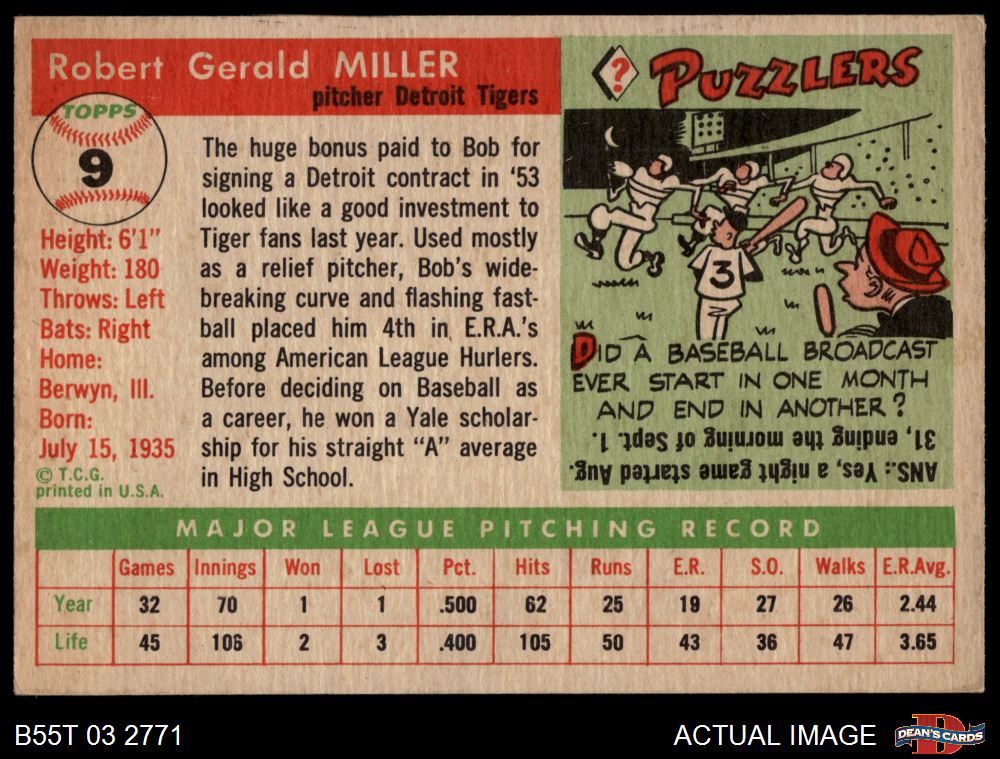 Robert Gerald MILLER
pitcher Detroit Tigers
TOPPS
9
Height: 6'1"
Weight: 180
Throws: Left
Bats: Right
Home:
Berwyn, Ill.
Born:
July 15, 1935
© T.C.G.
printed in U.S.A.
The huge bonus paid to Bob for
signing a Detroit contract in '53
looked like a good investment to
Tiger fans last year. Used mostly
as a relief pitcher, Bob's wide-
breaking curve and flashing fast-
ball placed him 4th in E.R.A.'s
among American League Hurlers.
Before deciding on Baseball as
a career, he won a Yale scholar-
ship for his straight "A" average
in High School.
?
PUZZLERS
3
DID A BASEBALL BROADCAST
EVER START IN ONE MONTH
AND END IN ANOTHER?
ANS.: Yes, a night game started Aug.
31, ending the morning of Sept. 1.
MAJOR LEAGUE PITCHING RECORD
Games Innings Won Lost Pct. Hits Runs E.R. S.O. Walks E.R.Avg.
Year 32 70 1 1 .500 62 25 19 27 26 2.44
Life 45 106 2 3 .400 105 50 43 36 47 3.65
B55T 03 2771
ACTUAL IMAGE
DEAN'S CARDS